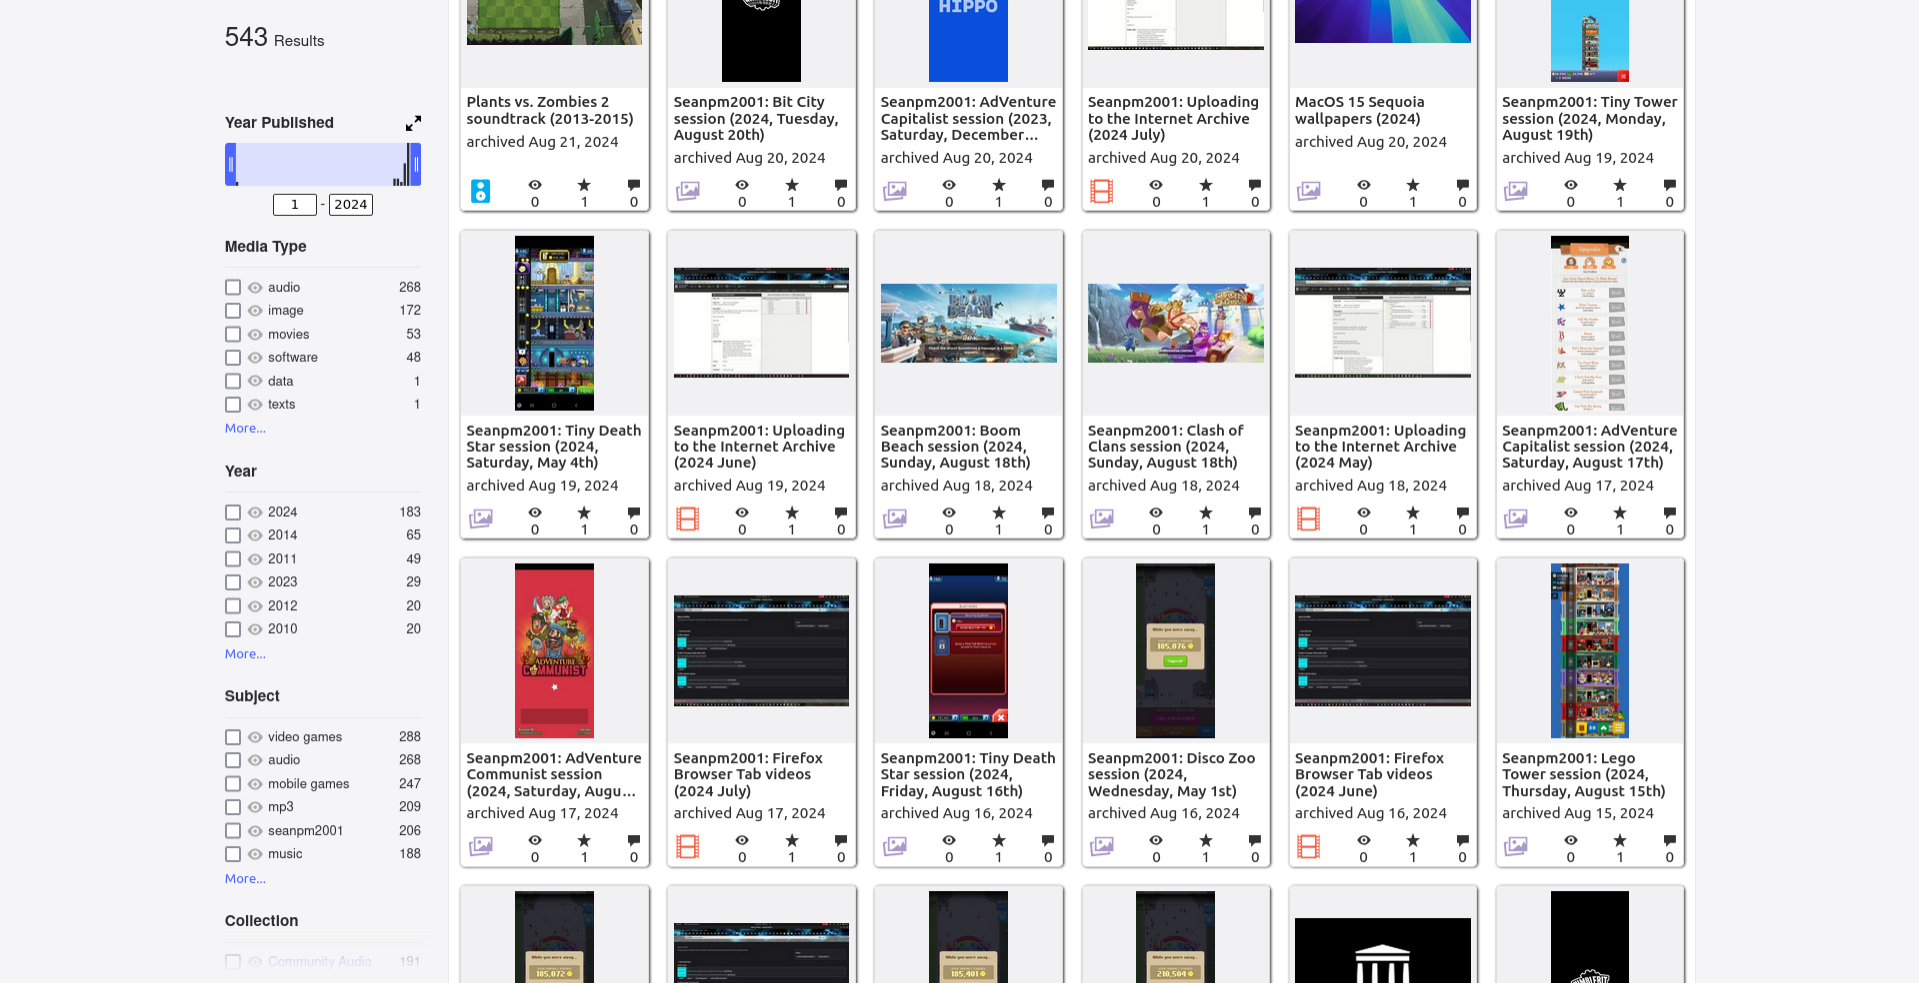 543 Results
Year Published
1 - 2024
Media Type
audio 268
image 172
movies 53
software 48
data 1
texts 1
More...
Year
2024 183
2014 65
2011 49
2023 29
2012 20
2010 20
More...
Subject
video games 288
audio 268
mobile games 247
mp3 209
seanpm2001 206
music 188
More...
Collection
Community Audio 191
HIPPO
Plants vs. Zombies 2
soundtrack (2013-2015)
archived Aug 21, 2024
0 1 0
Seanpm2001: Bit City
session (2024, Tuesday,
August 20th)
archived Aug 20, 2024
0 1 0
Seanpm2001: AdVenture
Capitalist session (2023,
Saturday, December...
archived Aug 20, 2024
0 1 0
Seanpm2001: Uploading
to the Internet Archive
(2024 July)
archived Aug 20, 2024
0 1 0
MacOS 15 Sequoia
wallpapers (2024)
archived Aug 20, 2024
0 1 0
Seanpm2001: Tiny Tower
session (2024, Monday,
August 19th)
archived Aug 19, 2024
0 1 0
Seanpm2001: Tiny Death
Star session (2024,
Saturday, May 4th)
archived Aug 19, 2024
0 1 0
Seanpm2001: Uploading
to the Internet Archive
(2024 June)
archived Aug 19, 2024
0 1 0
BOOM
BEACH
Seanpm2001: Boom
Beach session (2024,
Sunday, August 18th)
archived Aug 18, 2024
0 1 0
Seanpm2001: Clash of
Clans session (2024,
Sunday, August 18th)
archived Aug 18, 2024
0 1 0
Seanpm2001: Uploading
to the Internet Archive
(2024 May)
archived Aug 18, 2024
0 1 0
Upgrades
Seanpm2001: AdVenture
Capitalist session (2024,
Saturday, August 17th)
archived Aug 17, 2024
0 1 0
ADVENTURE
COMMUNIST
Seanpm2001: AdVenture
Communist session
(2024, Saturday, Augu...
archived Aug 17, 2024
0 1 0
Seanpm2001: Firefox
Browser Tab videos
(2024 July)
archived Aug 17, 2024
0 1 0
Seanpm2001: Tiny Death
Star session (2024,
Friday, August 16th)
archived Aug 16, 2024
0 1 0
While you were away...
185,076
Seanpm2001: Disco Zoo
session (2024,
Wednesday, May 1st)
archived Aug 16, 2024
0 1 0
Seanpm2001: Firefox
Browser Tab videos
(2024 June)
archived Aug 16, 2024
0 1 0
Seanpm2001: Lego
Tower session (2024,
Thursday, August 15th)
archived Aug 15, 2024
0 1 0
While you were away...
185,072
While you were away...
185,401
While you were away...
210,504